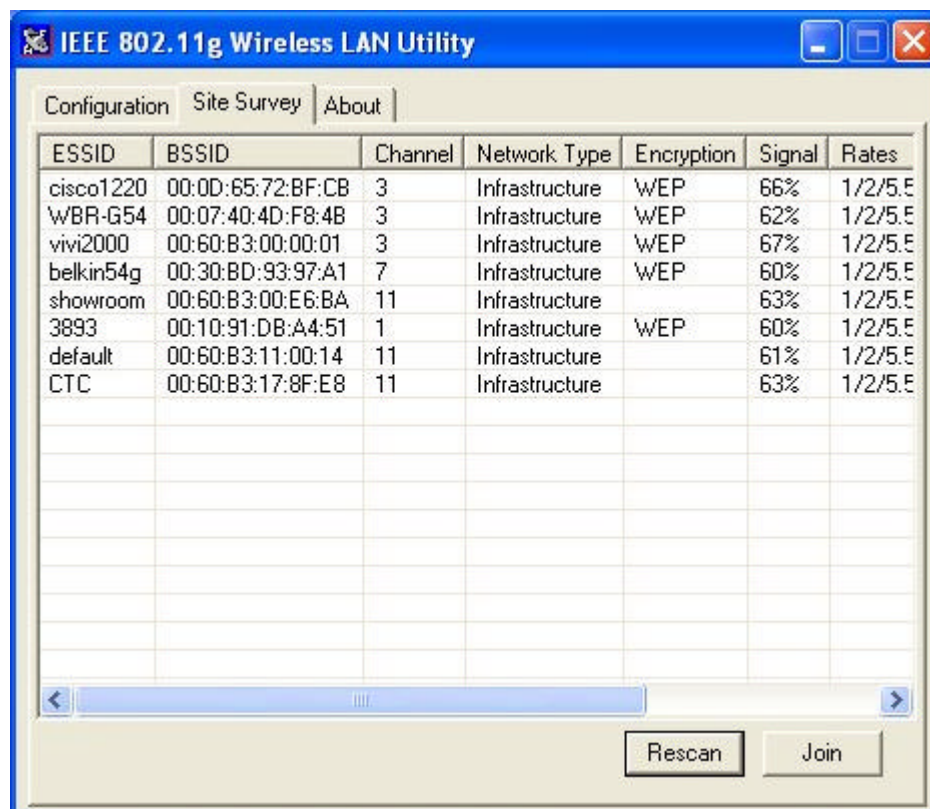 IEEE 802.11g Wireless LAN Utility
Configuration Site Survey About
ESSID BSSID Channel Network Type Encryption Signal Rates
cisco1220 00:0D:65:72:BF:CB 3 Infrastructure WEP 66% 1/2/5.5
WBR-G54 00:07:40:4D:F8:4B 3 Infrastructure WEP 62% 1/2/5.5
vivi2000 00:60:B3:00:00:01 3 Infrastructure WEP 67% 1/2/5.5
belkin54g 00:30:BD:93:97:A1 7 Infrastructure WEP 60% 1/2/5.5
showroom 00:60:B3:00:E6:BA 11 Infrastructure 63% 1/2/5.5
3893 00:10:91:DB:A4:51 1 Infrastructure WEP 60% 1/2/5.5
default 00:60:B3:11:00:14 11 Infrastructure 61% 1/2/5.5
CTC 00:60:B3:17:8F:E8 11 Infrastructure 63% 1/2/5.5
Rescan Join